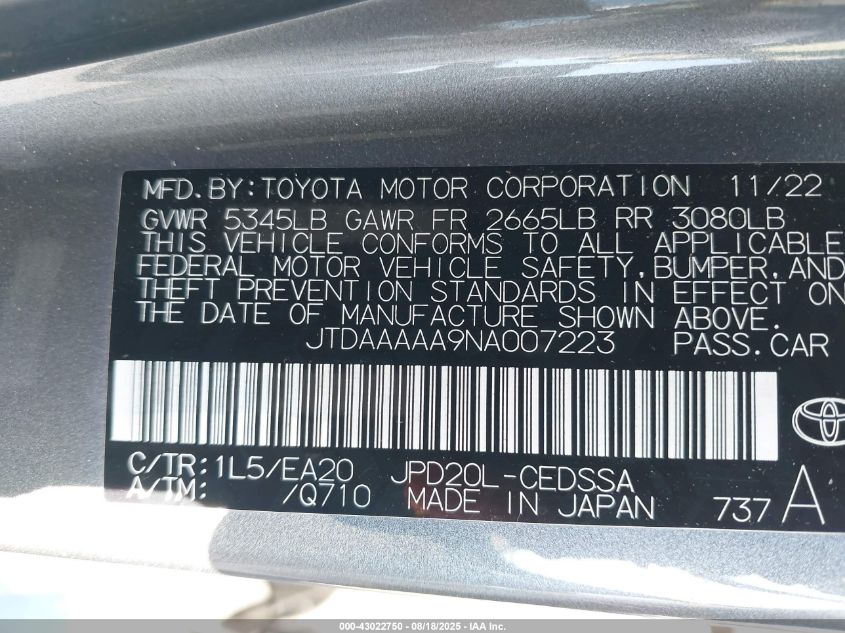 MFD.BY:TOYOTA MOTOR CORPORATION 11/22
GVWR 5345LB GAWR FR 2665LB RR 3080LB
THIS VEHICLE CONFORMS TO ALL APPLICABLE
FEDERAL MOTOR VEHICLE SAFETY,BUMPER,AND
THEFT PREVENTION STANDARDS IN EFFECT ON
THE DATE OF MANUFACTURE SHOWN ABOVE.
JTDAAAAA9NA007223 PASS.CAR
C/TR:1L5/EA20 JPD20L-CEDSSA
A/TM: /Q710 MADE IN JAPAN 737 A
000-43022750 - 08/18/2025 - IAA Inc.